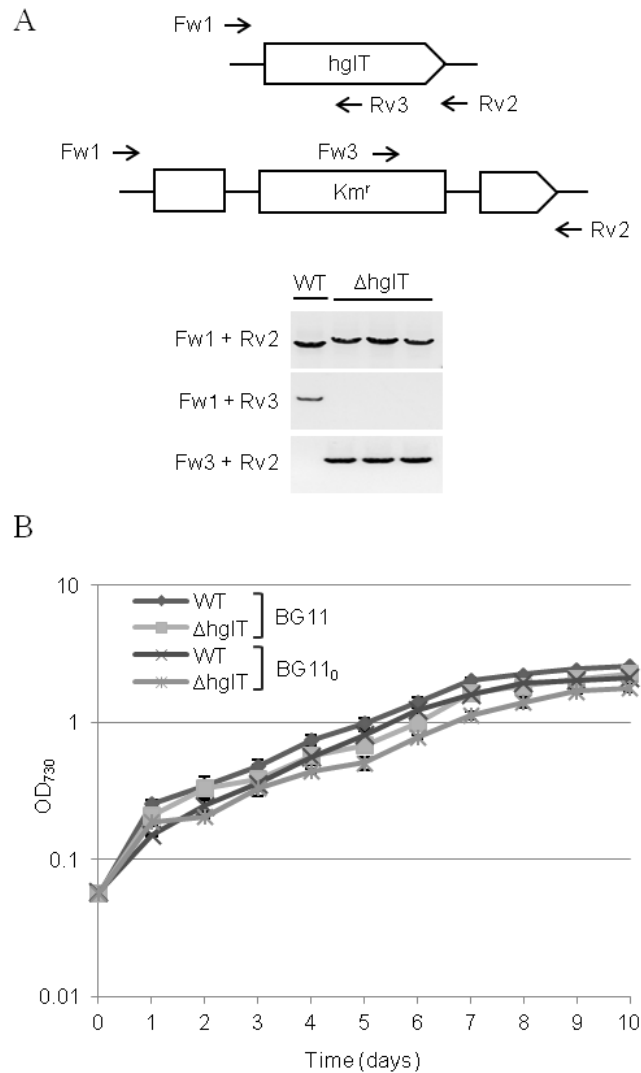 A
Fw1
hglT
Rv3
Rv2
Fw1
Fw3
Kmʳ
Rv2
WT ΔhglT
Fw1 + Rv2
Fw1 + Rv3
Fw3 + Rv2
B
10
1
0.1
0.01
OD₇₃₀
WT
ΔhglT
BG11
WT
ΔhglT
BG11₀
0 1 2 3 4 5 6 7 8 9 10
Time (days)